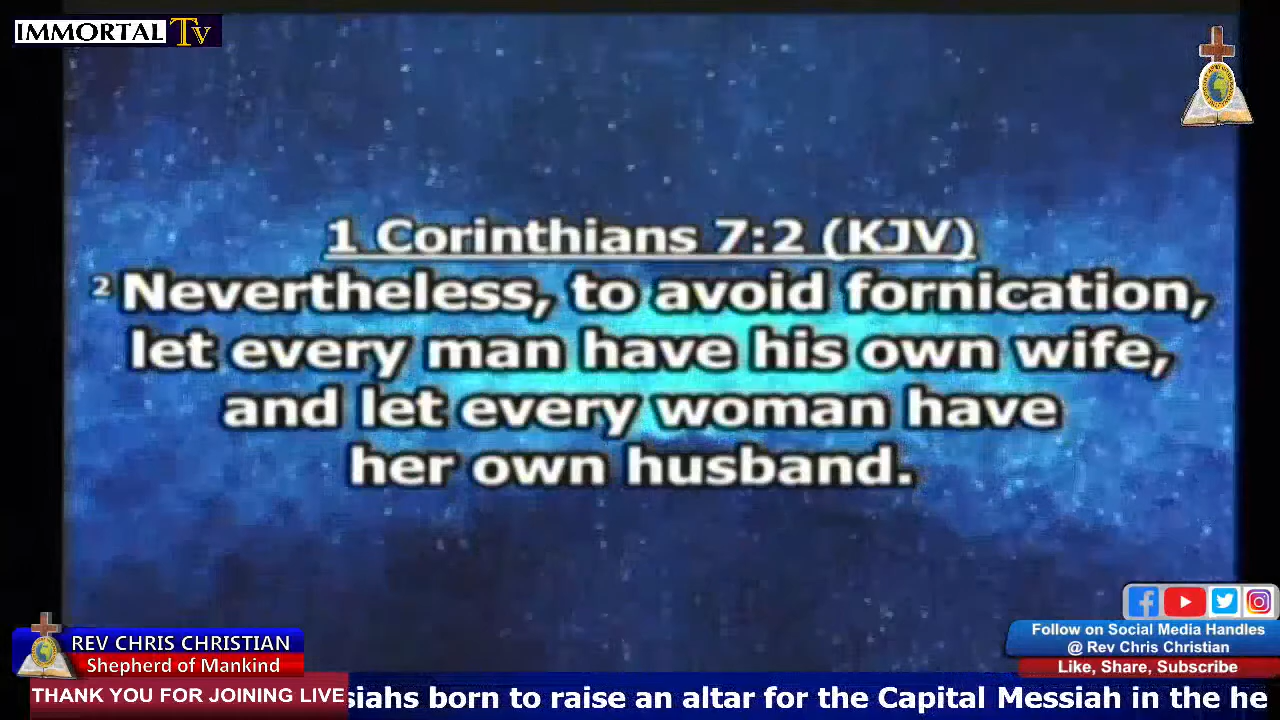 IMMORTAL Tv
1 Corinthians 7:2 (KJV)
2 Nevertheless, to avoid fornication,
let every man have his own wife,
and let every woman have
her own husband.
REV CHRIS CHRISTIAN
Shepherd of Mankind
Follow on Social Media Handles
@ Rev Chris Christian
Like, Share, Subscribe
THANK YOU FOR JOINING LIVE
siahs born to raise an altar for the Capital Messiah in the he